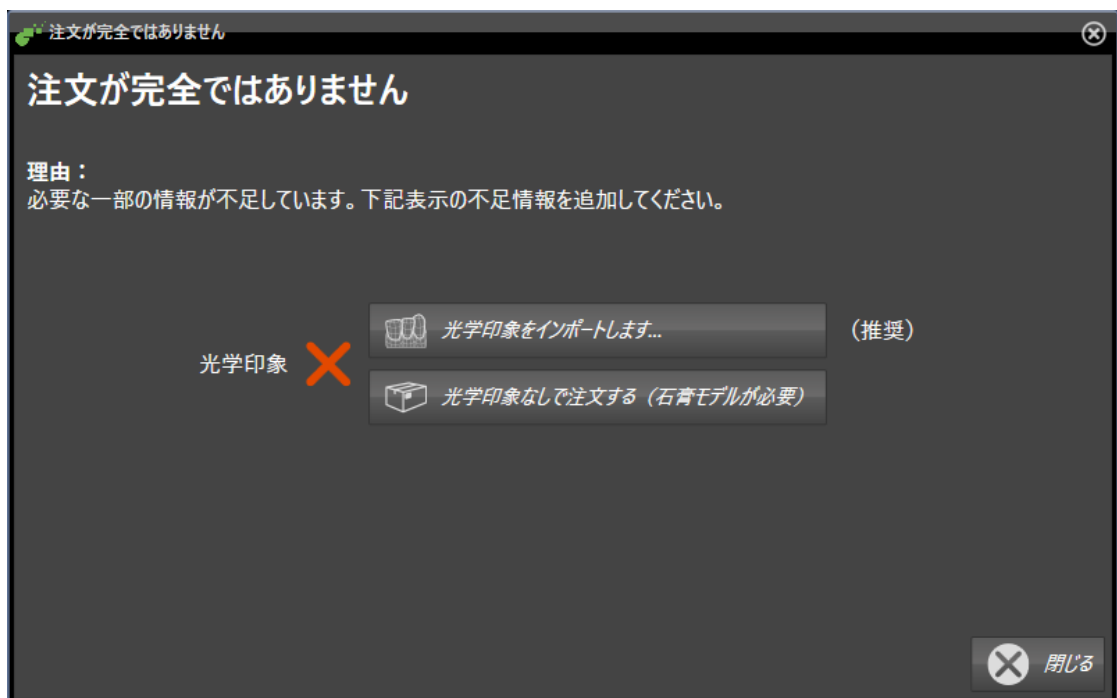 注文が完全ではありません
注文が完全ではありません
理由：
必要な一部の情報が不足しています。下記表示の不足情報を追加してください。
光学印象をインポートします...
（推奨）
光学印象
光学印象なしで注文する（石膏モデルが必要）
閉じる